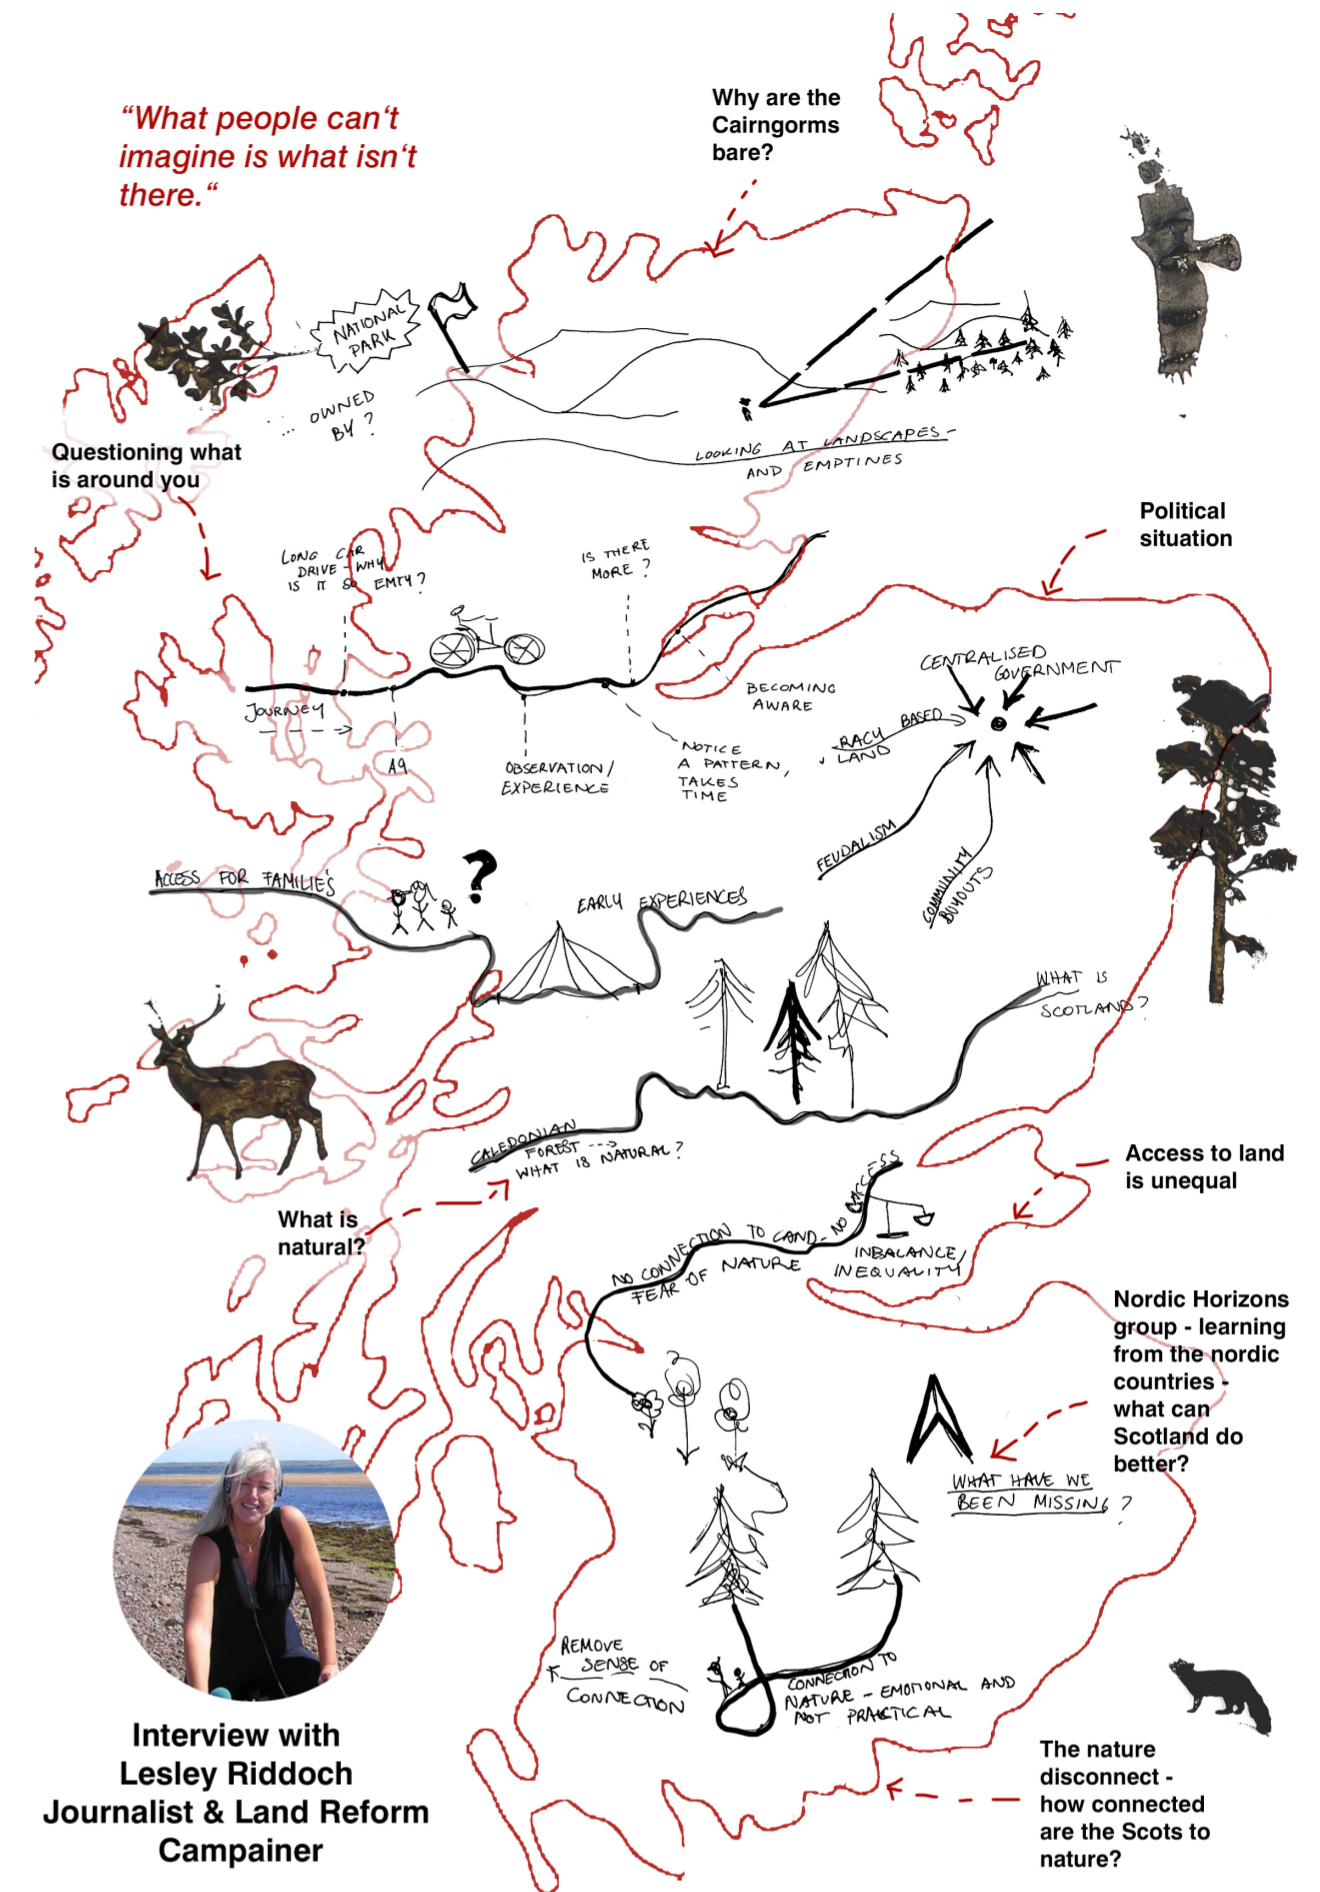 “What people can‘t
imagine is what isn‘t
there.“
Why are the
Cairngorms
bare?
NATIONAL
PARK
... OWNED
BY ?
LOOKING AT LANDSCAPES -
AND EMPTINES
Questioning what
is around you
LONG CAR
DRIVE - WHY
IS IT SO EMTY ?
IS THERE
MORE ?
Political
situation
JOURNEY
A9
OBSERVATION/
EXPERIENCE
NOTICE
A PATTERN,
TAKES
TIME
BECOMING
AWARE
CENTRALISED
GOVERNMENT
BASED
LAND
FEUDALISM
COMMUNITY
BUYOUTS
ACCESS FOR FAMILIE'S
?
EARLY EXPERIENCES
WHAT IS
SCOTLAND?
CALEDONIAN
FOREST --->
WHAT IS NATURAL?
What is
natural?
Access to land
is unequal
NO CONNECTION TO LAND - NO ACCESS
FEAR OF NATURE
INBALANCE/
INEQUALITY
Nordic Horizons
group - learning
from the nordic
countries -
what can
Scotland do
better?
WHAT HAVE WE
BEEN MISSING ?
REMOVE
SENSE OF
CONNECTION
CONNECTION TO
NATURE - EMOTIONAL AND
NOT PRACTICAL
Interview with
Lesley Riddoch
Journalist & Land Reform
Campainer
The nature
disconnect -
how connected
are the Scots to
nature?